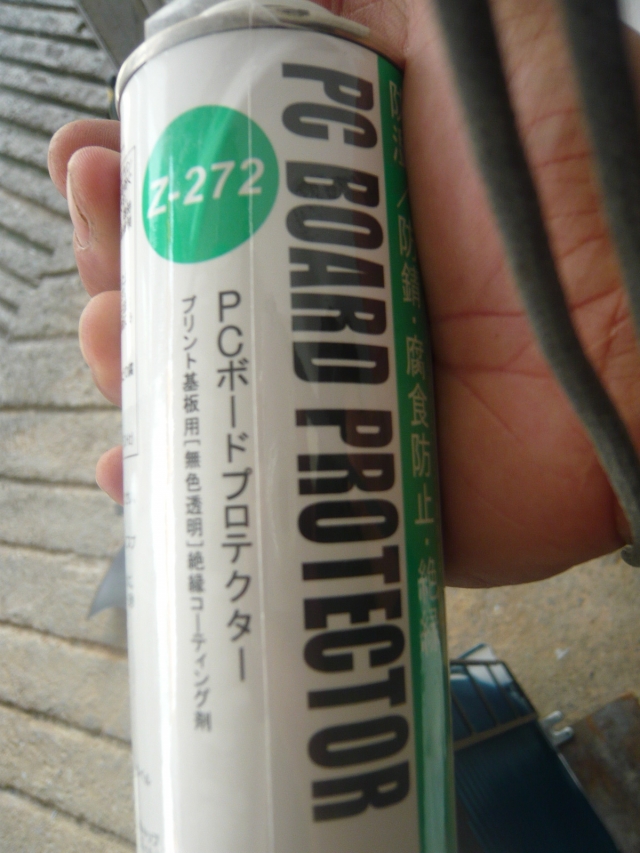 防湿/防錆・腐食防止・絶縁
PC BOARD PROTECTOR
Z-272
PCボードプロテクター
プリント基板用[無色透明]絶縁コーティング剤